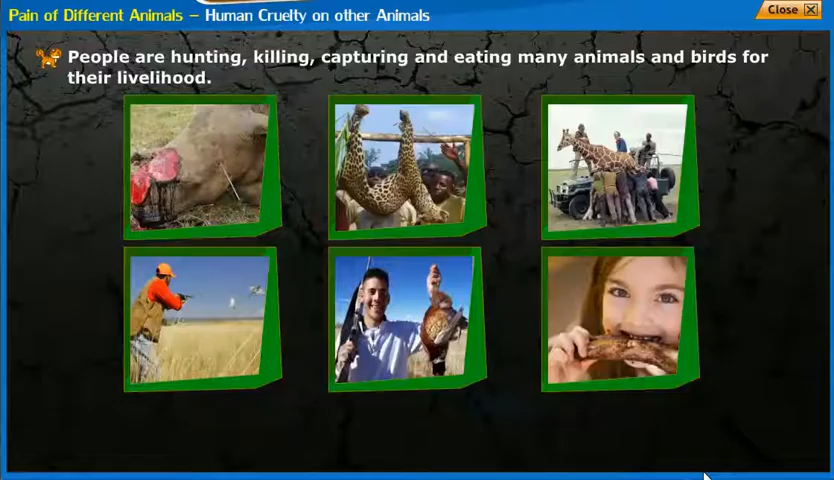 Pain of Different Animals – Human Cruelty on other Animals
Close
People are hunting, killing, capturing and eating many animals and birds for
their livelihood.